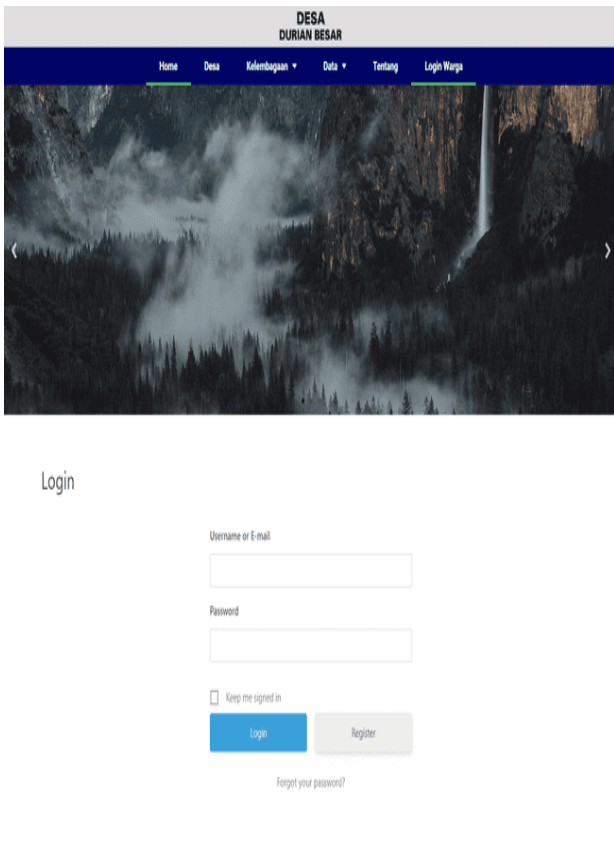 DESA
DURIAN BESAR
Home Desa Kelembagaan ▼ Data ▼ Tentang Login Warga
Login
Username or E-mail
Password
Keep me signed in
Login Register
Forgot your password?